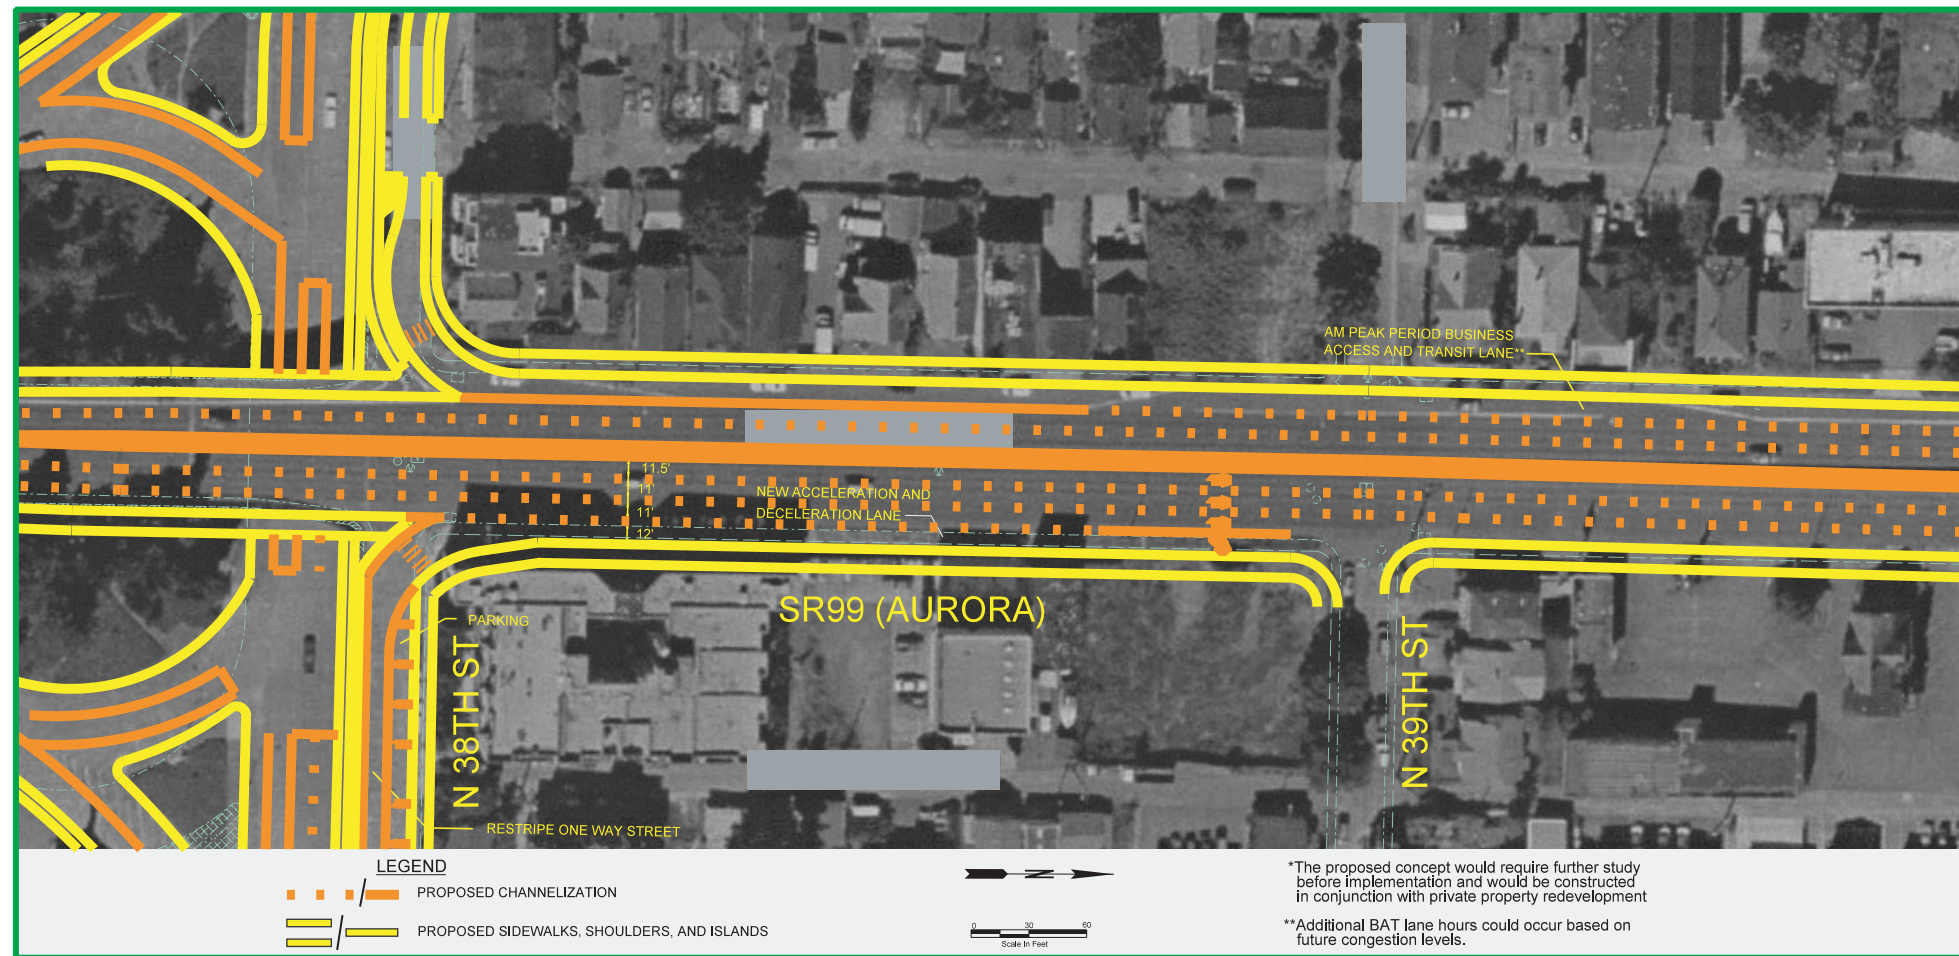 AM PEAK PERIOD BUSINESS
ACCESS AND TRANSIT LANE**
11.5'
11'
11'
12'
NEW ACCELERATION AND
DECELERATION LANE
SR99 (AURORA)
PARKING
N 38TH ST
N 39TH ST
RESTRIPE ONE WAY STREET
LEGEND
PROPOSED CHANNELIZATION
PROPOSED SIDEWALKS, SHOULDERS, AND ISLANDS
N
0 30 60
Scale In Feet
*The proposed concept would require further study
before implementation and would be constructed
in conjunction with private property redevelopment
**Additional BAT lane hours could occur based on
future congestion levels.